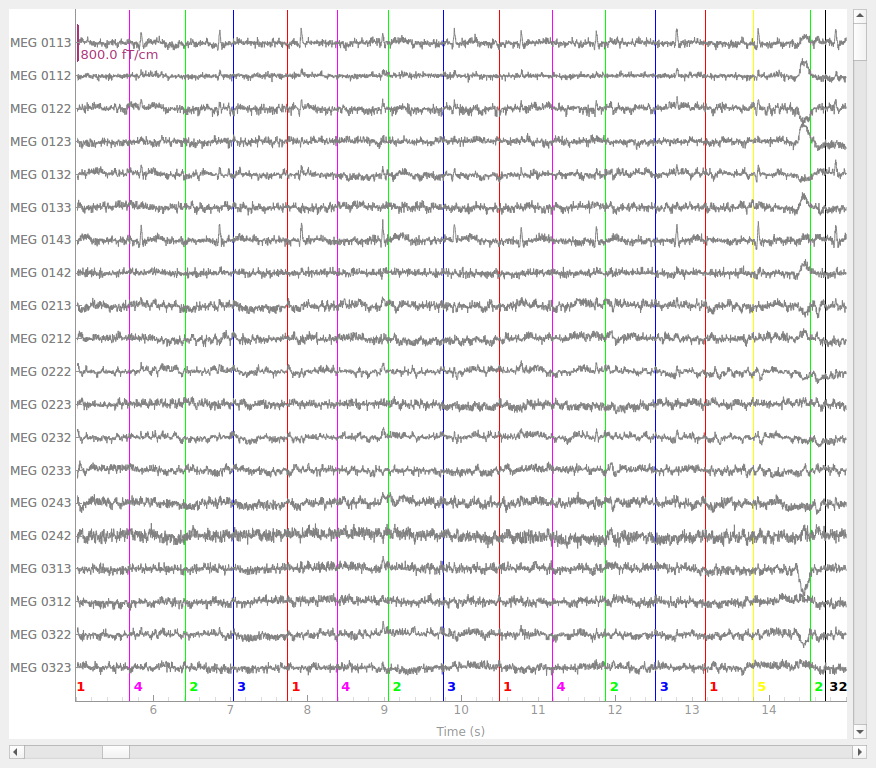 MEG 0113
800.0 fT/cm
MEG 0112
MEG 0122
MEG 0123
MEG 0132
MEG 0133
MEG 0143
MEG 0142
MEG 0213
MEG 0212
MEG 0222
MEG 0223
MEG 0232
MEG 0233
MEG 0243
MEG 0242
MEG 0313
MEG 0312
MEG 0322
MEG 0323
1 4 2 3 1 4 2 3 1 4 2 3 1 5 2 32
6 7 8 9 10 11 12 13 14
Time (s)